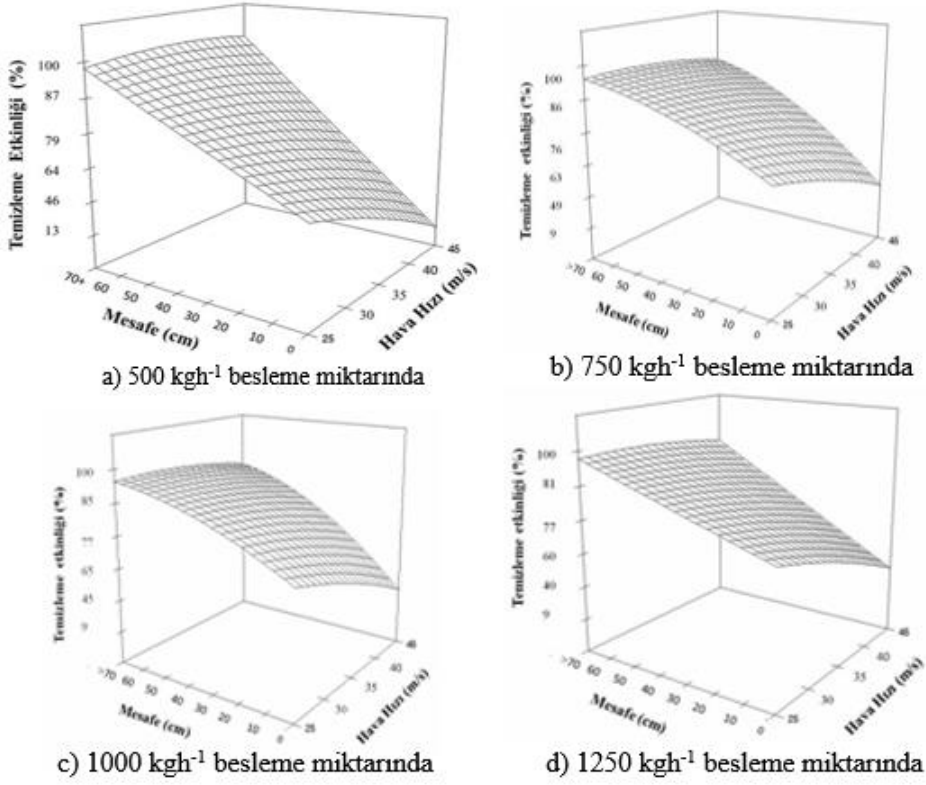 Temizleme Etkinliği (%)
100
87
79
64
46
13
70+ 60 50 40 30 20 10 0
Mesafe (cm)
25 30 35 40 45
Hava Hızı (m/s)
a) 500 kgh-1 besleme miktarında
Temizleme etkinliği (%)
100
86
76
63
49
9
>70 60 50 40 30 20 10 0
Mesafe (cm)
25 30 35 40 45
Hava Hızı (m/s)
b) 750 kgh-1 besleme miktarında
Temizleme etkinliği (%)
100
85
77
65
45
9
>70 60 50 40 30 20 10 0
Mesafe (cm)
25 30 35 40 45
Hava Hızı (m/s)
c) 1000 kgh-1 besleme miktarında
Temizleme etkinliği (%)
100
81
77
60
49
9
>70 60 50 40 30 20 10 0
Mesafe (cm)
25 30 35 40 45
Hava Hızı (m/s)
d) 1250 kgh-1 besleme miktarında